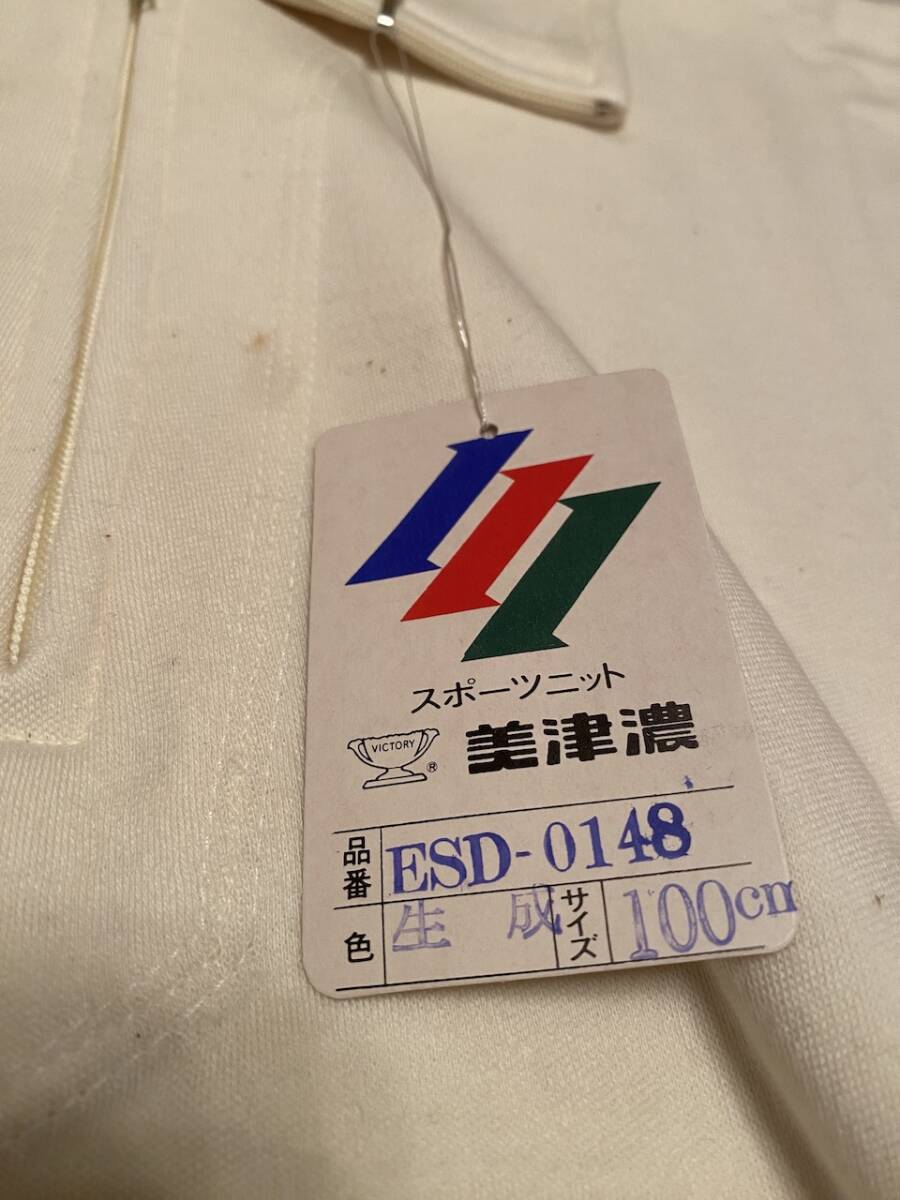 スポーツニット
VICTORY ® 美津濃
品番 ESD-0148
色 生成 サイズ 100cm